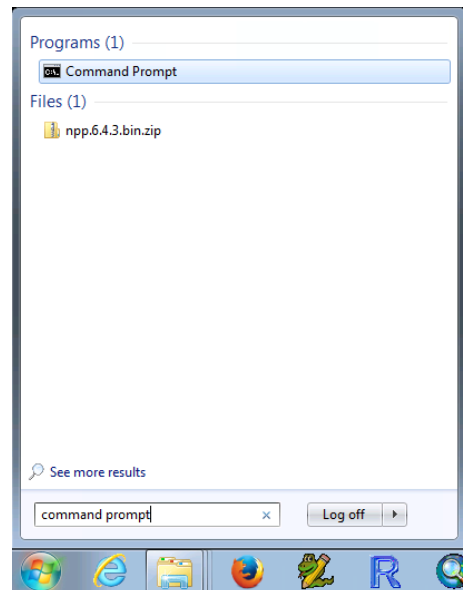 Programs (1)
Command Prompt
Files (1)
npp.6.4.3.bin.zip
See more results
command prompt
Log off